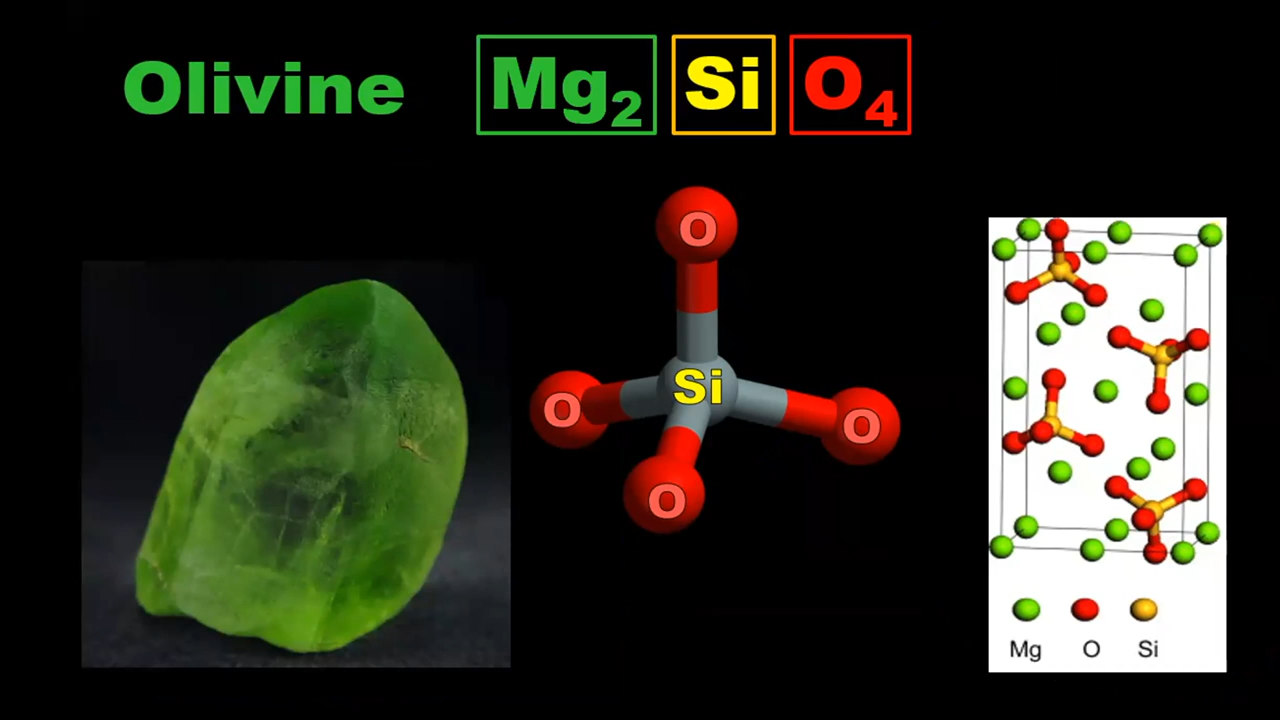 Olivine Mg₂ Si O₄
O
Si
O O
O
Mg O Si